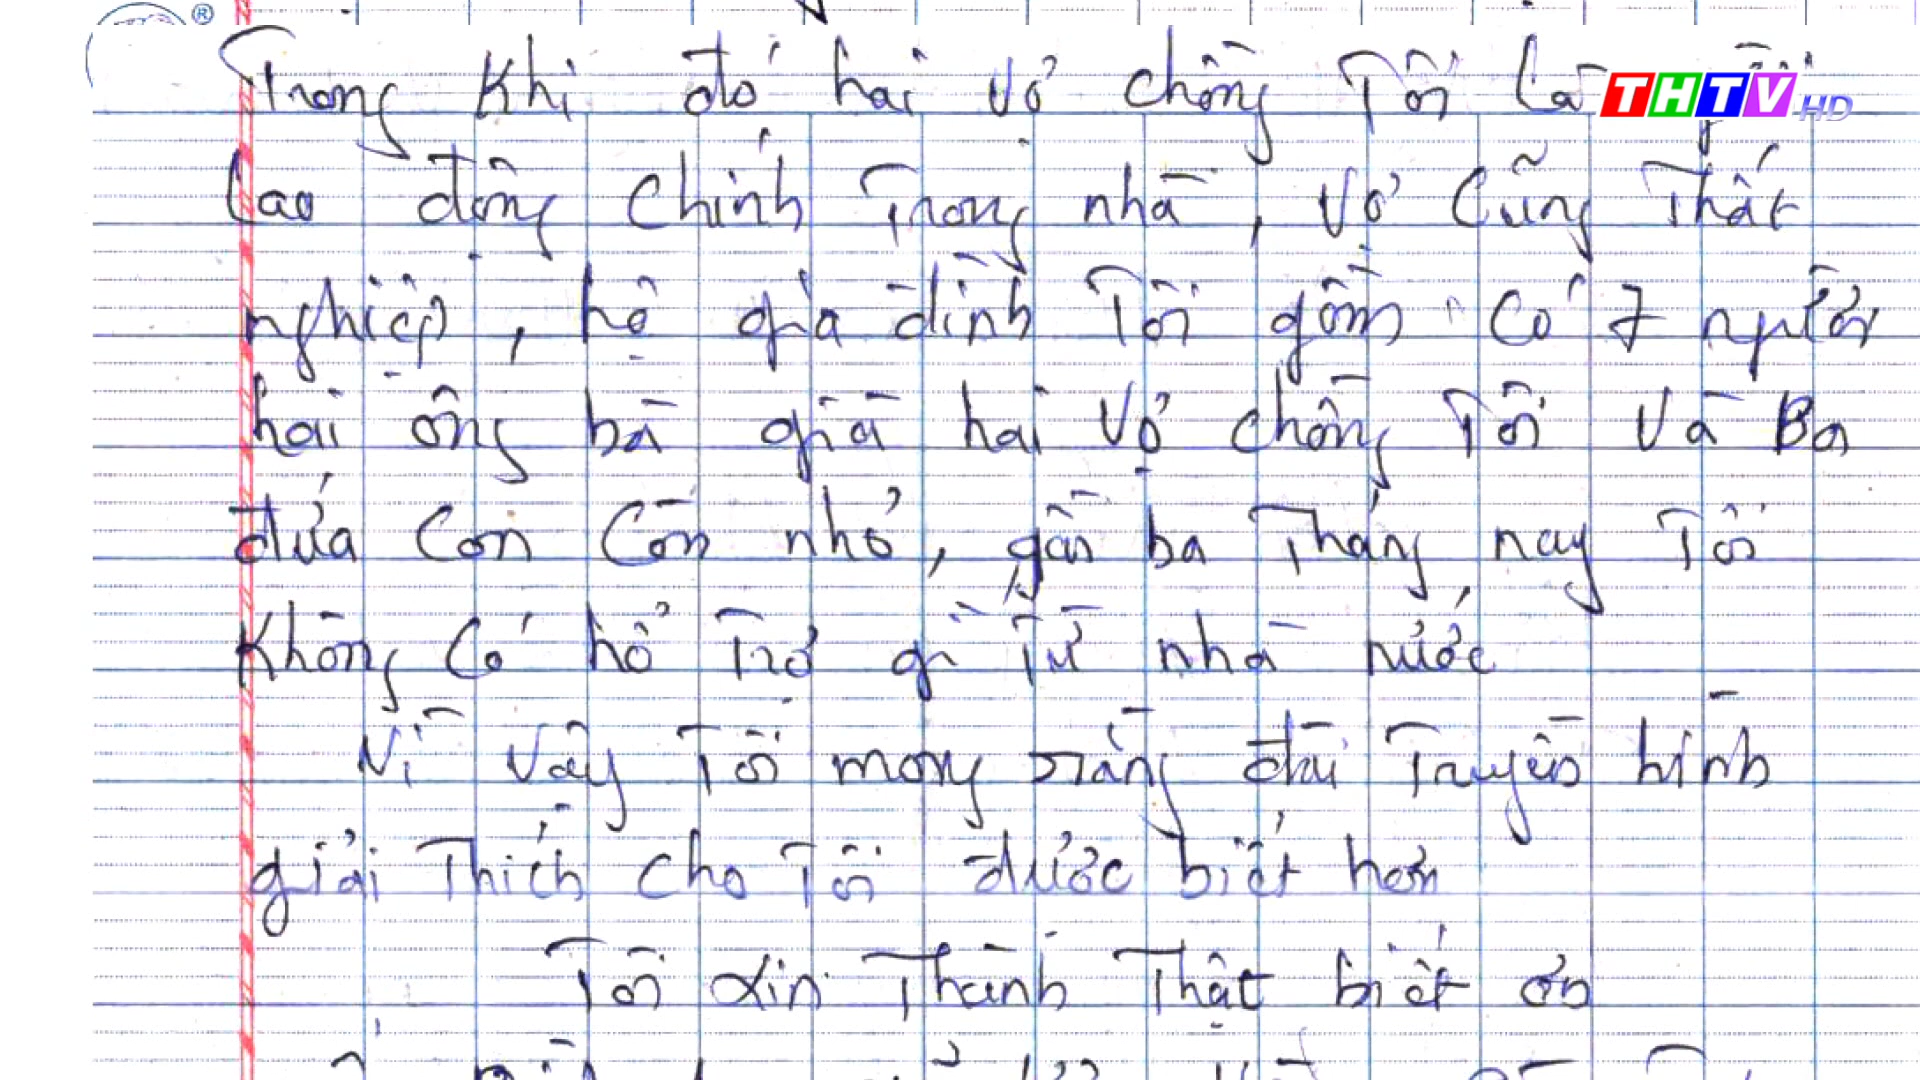 Trong khi đó hai vợ chồng Tôi là
THTV HD
®
lao động chính Trong nhà, vợ cũng Thất
nghiệp, hộ gia đình Tôi gồm có 7 người
hai ông bà già hai vợ chồng Tôi và Ba
đứa con còn nhỏ, gần ba Tháng nay Tôi
không có hổ Trợ gì Từ nhà nước
Vì vậy Tôi mong rằng đài Truyền hình
giải Thích cho Tôi được biết hơn
Tôi xin Thành Thật biết ơn